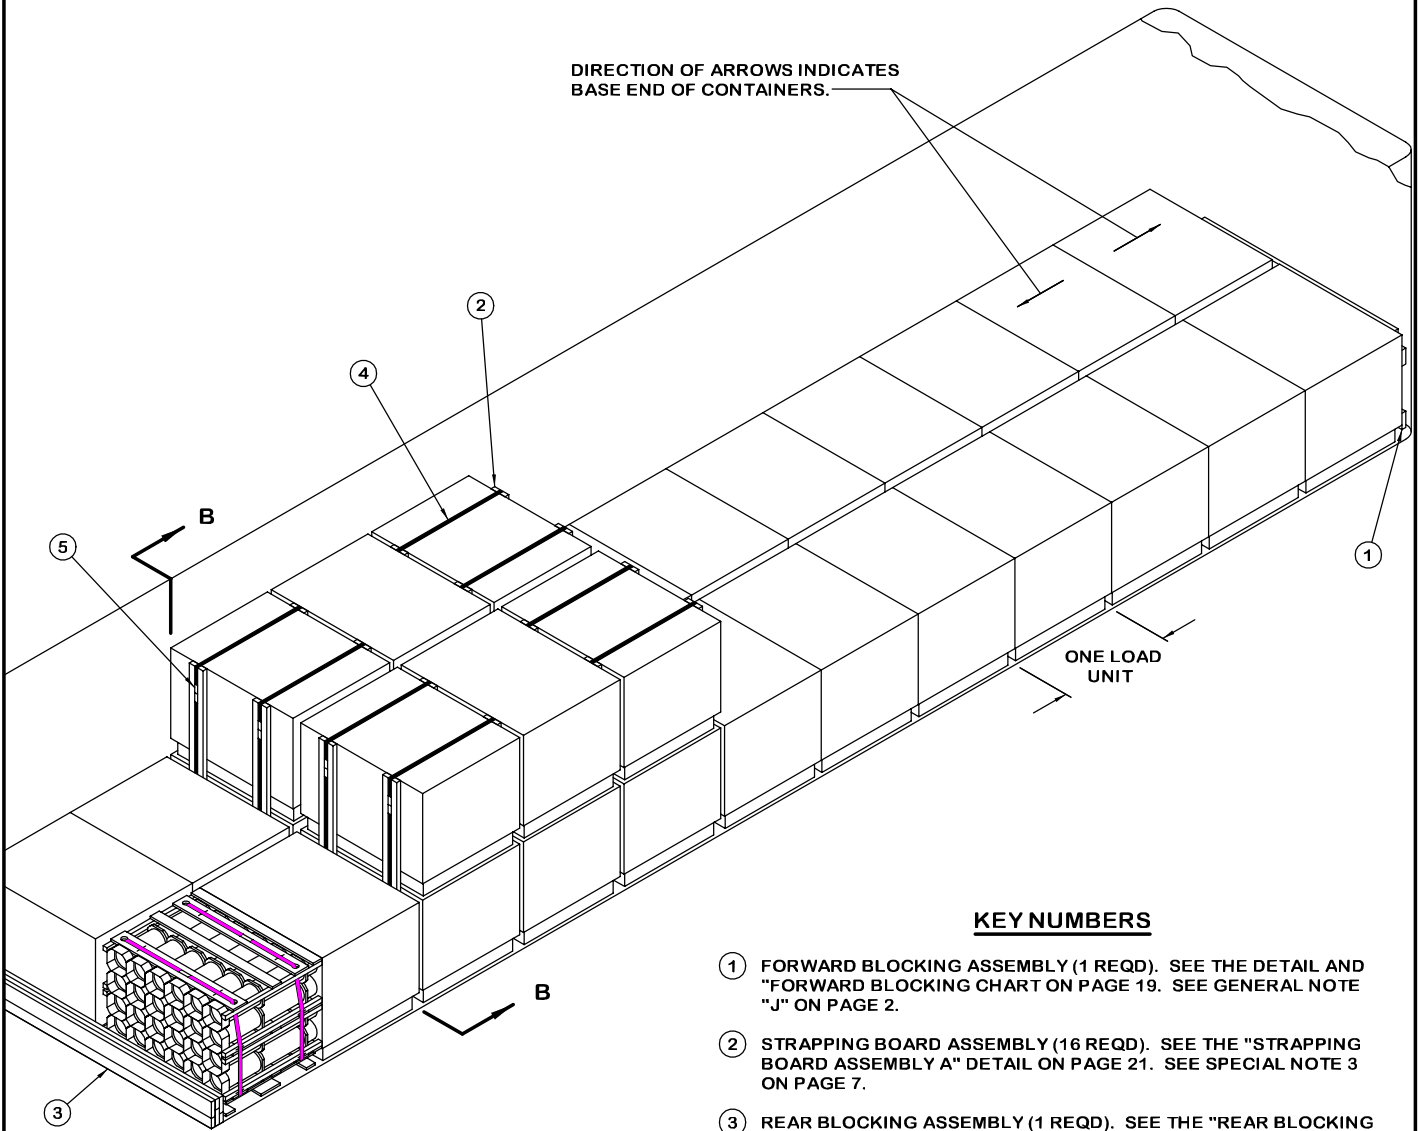 DIRECTION OF ARROWS INDICATES
BASE END OF CONTAINERS.
2
4
B
5
1
ONE LOAD
UNIT
B
3
KEY NUMBERS
1 FORWARD BLOCKING ASSEMBLY (1 REQD). SEE THE DETAIL AND
"FORWARD BLOCKING CHART ON PAGE 19. SEE GENERAL NOTE
"J" ON PAGE 2.
2 STRAPPING BOARD ASSEMBLY (16 REQD). SEE THE "STRAPPING
BOARD ASSEMBLY A" DETAIL ON PAGE 21. SEE SPECIAL NOTE 3
ON PAGE 7.
3 REAR BLOCKING ASSEMBLY (1 REQD). SEE THE "REAR BLOCKING